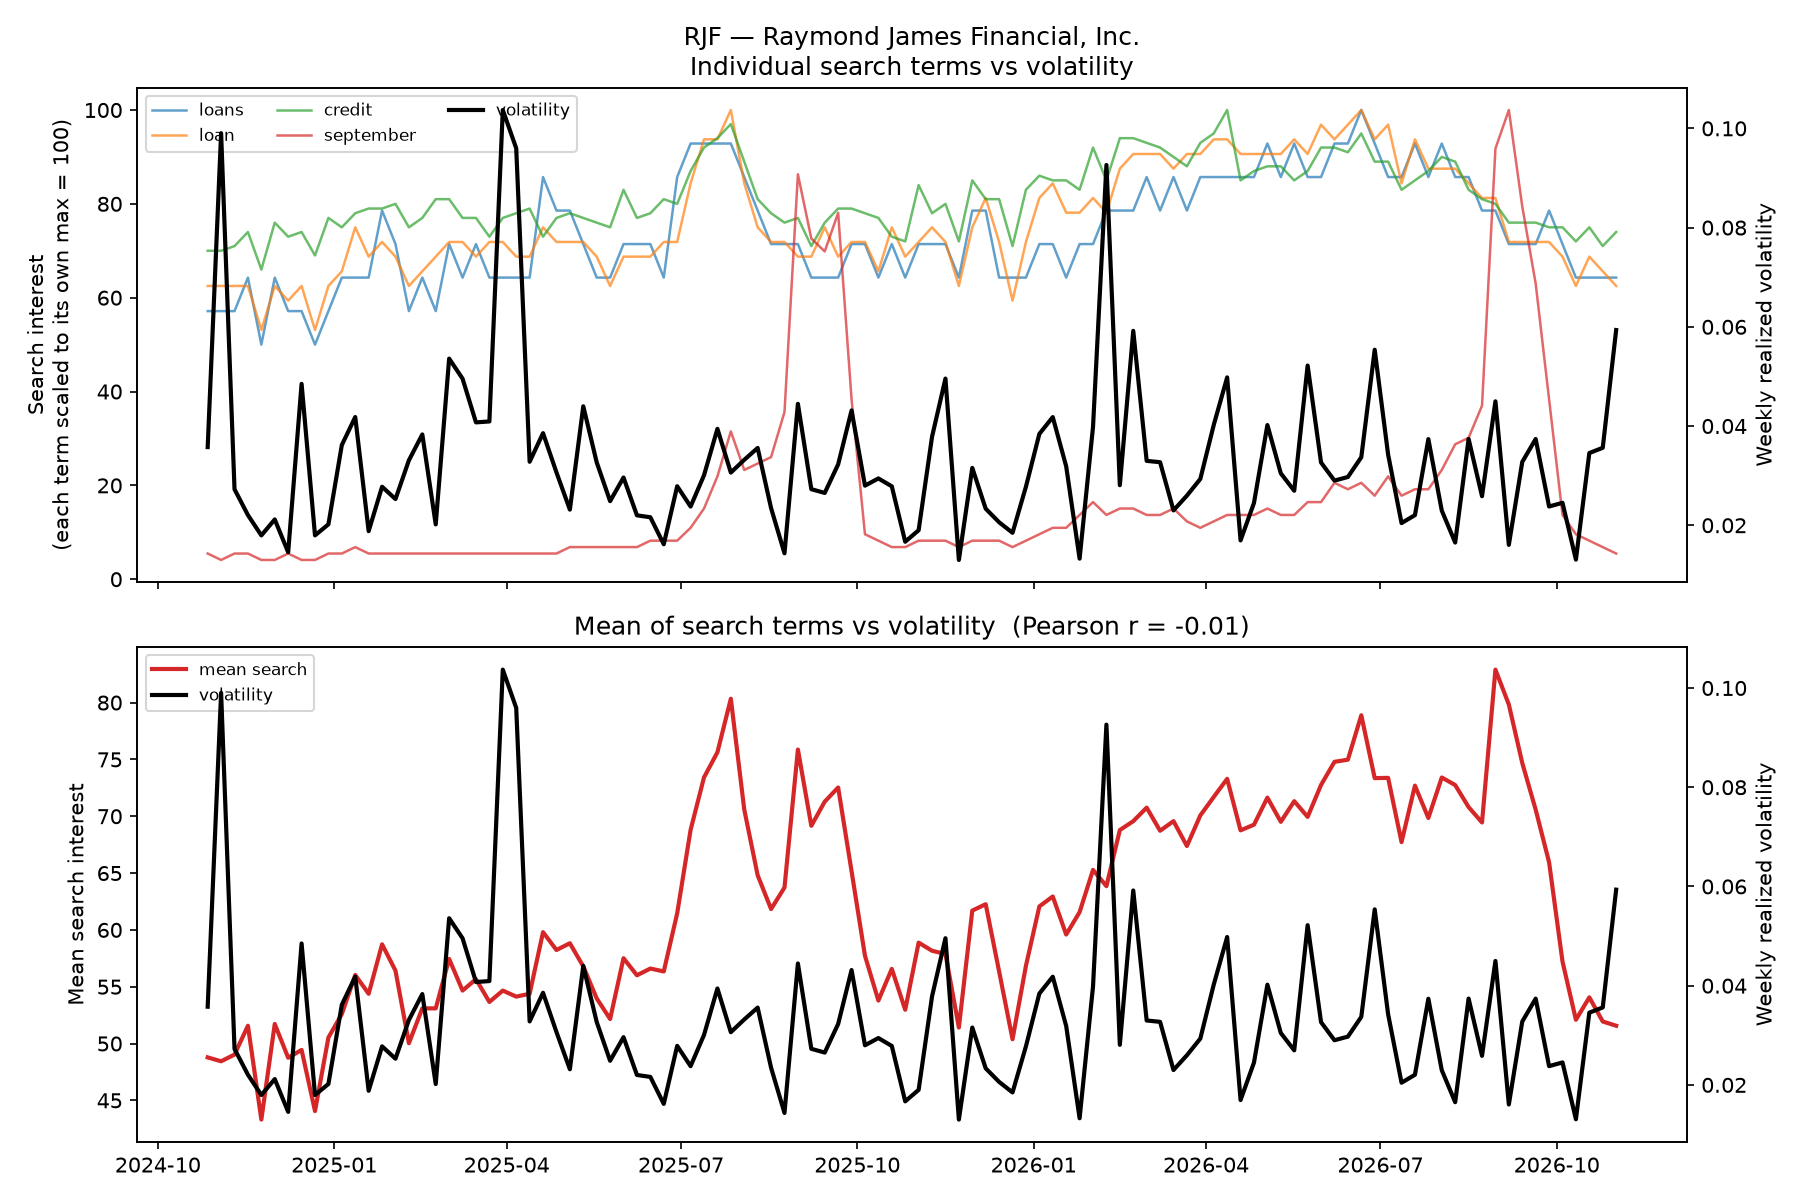 RJF — Raymond James Financial, Inc.
Individual search terms vs volatility
loans
loan
credit
september
volatility
Search interest
(each term scaled to its own max = 100)
100
80
60
40
20
0
0.10
0.08
0.06
0.04
0.02
Weekly realized volatility
Mean of search terms vs volatility (Pearson r = -0.01)
mean search
volatility
Mean search interest
80
75
70
65
60
55
50
45
0.10
0.08
0.06
0.04
0.02
Weekly realized volatility
2024-10
2025-01
2025-04
2025-07
2025-10
2026-01
2026-04
2026-07
2026-10